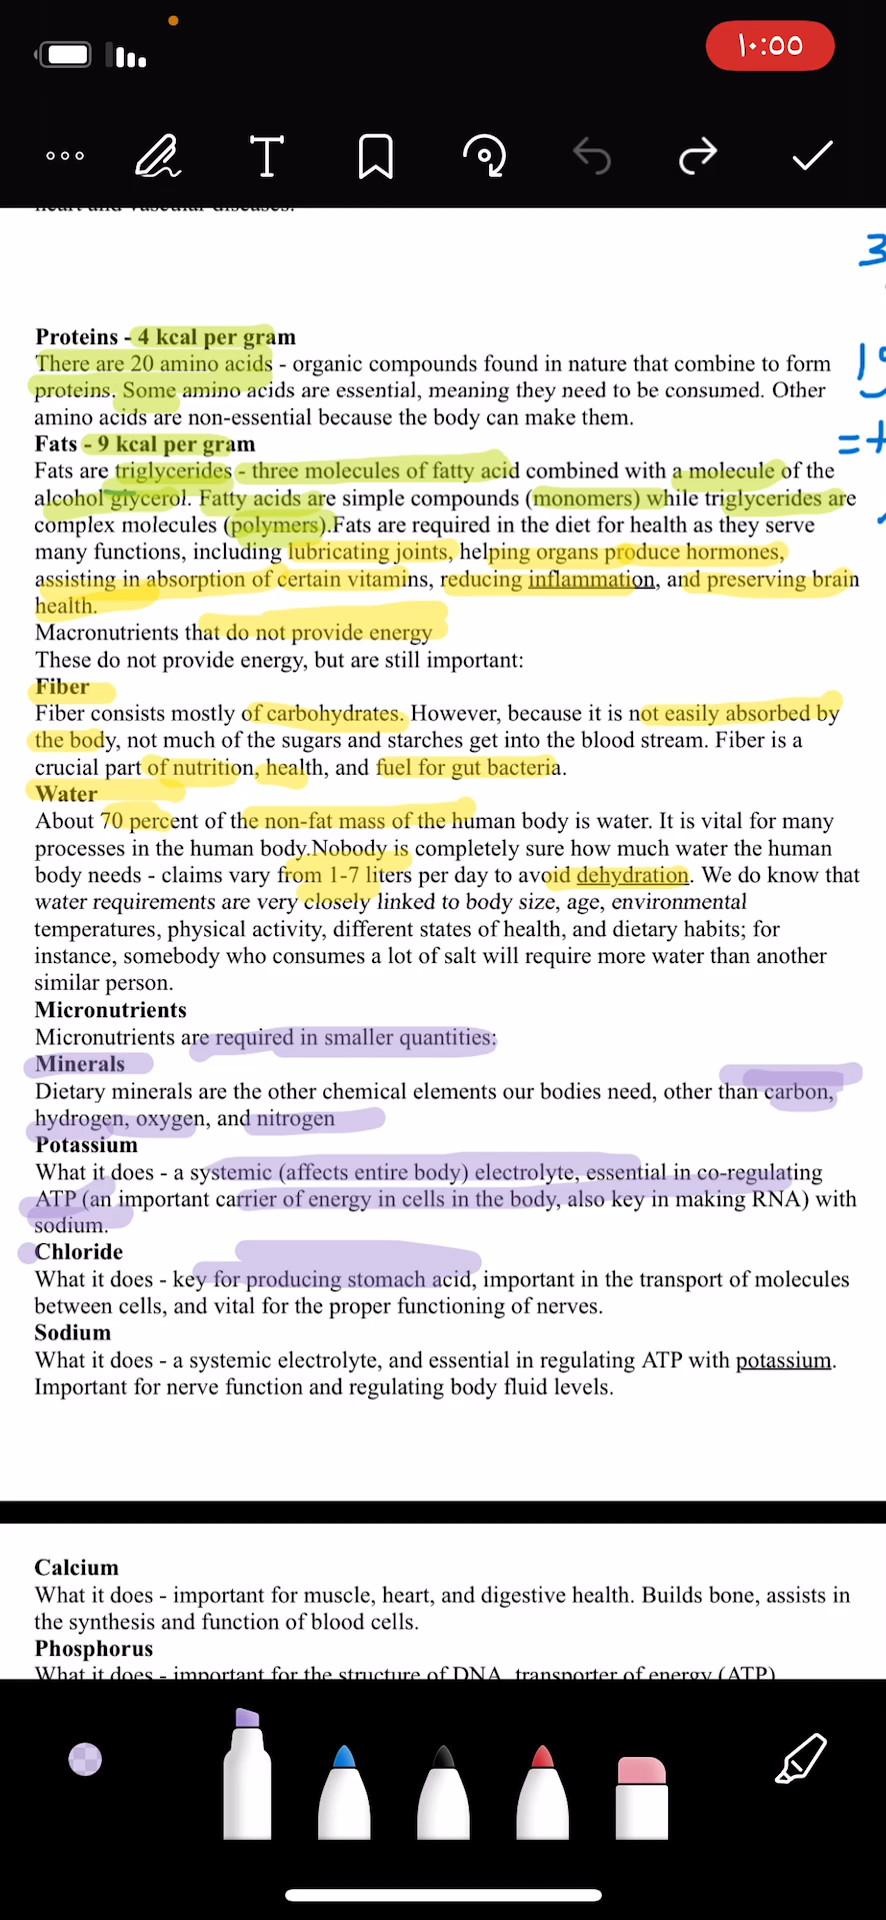 ١٠:٥٥
T
heart and vascular diseases.
3
Proteins - 4 kcal per gram
There are 20 amino acids - organic compounds found in nature that combine to form
proteins. Some amino acids are essential, meaning they need to be consumed. Other
amino acids are non-essential because the body can make them.
Fats - 9 kcal per gram
=+
Fats are triglycerides - three molecules of fatty acid combined with a molecule of the
alcohol glycerol. Fatty acids are simple compounds (monomers) while triglycerides are
complex molecules (polymers).Fats are required in the diet for health as they serve
many functions, including lubricating joints, helping organs produce hormones,
assisting in absorption of certain vitamins, reducing inflammation, and preserving brain
health.
Macronutrients that do not provide energy
These do not provide energy, but are still important:
Fiber
Fiber consists mostly of carbohydrates. However, because it is not easily absorbed by
the body, not much of the sugars and starches get into the blood stream. Fiber is a
crucial part of nutrition, health, and fuel for gut bacteria.
Water
About 70 percent of the non-fat mass of the human body is water. It is vital for many
processes in the human body.Nobody is completely sure how much water the human
body needs - claims vary from 1-7 liters per day to avoid dehydration. We do know that
water requirements are very closely linked to body size, age, environmental
temperatures, physical activity, different states of health, and dietary habits; for
instance, somebody who consumes a lot of salt will require more water than another
similar person.
Micronutrients
Micronutrients are required in smaller quantities:
Minerals
Dietary minerals are the other chemical elements our bodies need, other than carbon,
hydrogen, oxygen, and nitrogen
Potassium
What it does - a systemic (affects entire body) electrolyte, essential in co-regulating
ATP (an important carrier of energy in cells in the body, also key in making RNA) with
sodium.
Chloride
What it does - key for producing stomach acid, important in the transport of molecules
between cells, and vital for the proper functioning of nerves.
Sodium
What it does - a systemic electrolyte, and essential in regulating ATP with potassium.
Important for nerve function and regulating body fluid levels.
Calcium
What it does - important for muscle, heart, and digestive health. Builds bone, assists in
the synthesis and function of blood cells.
Phosphorus
What it does - important for the structure of DNA, transporter of energy (ATP)